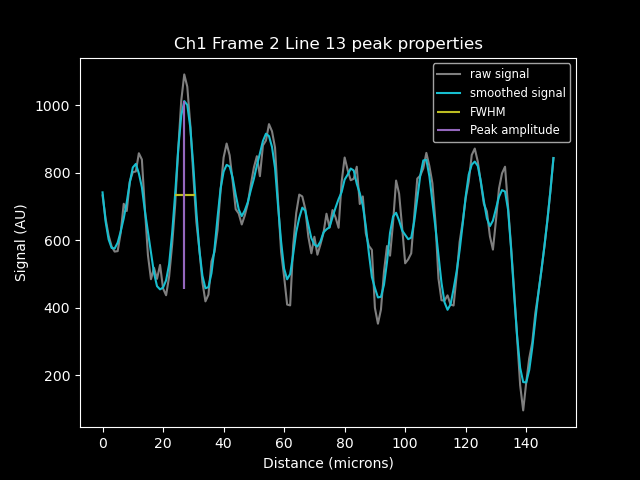 Ch1 Frame 2 Line 13 peak properties
raw signal
smoothed signal
FWHM
Peak amplitude
1000
800
600
400
200
Signal (AU)
0 20 40 60 80 100 120 140
Distance (microns)